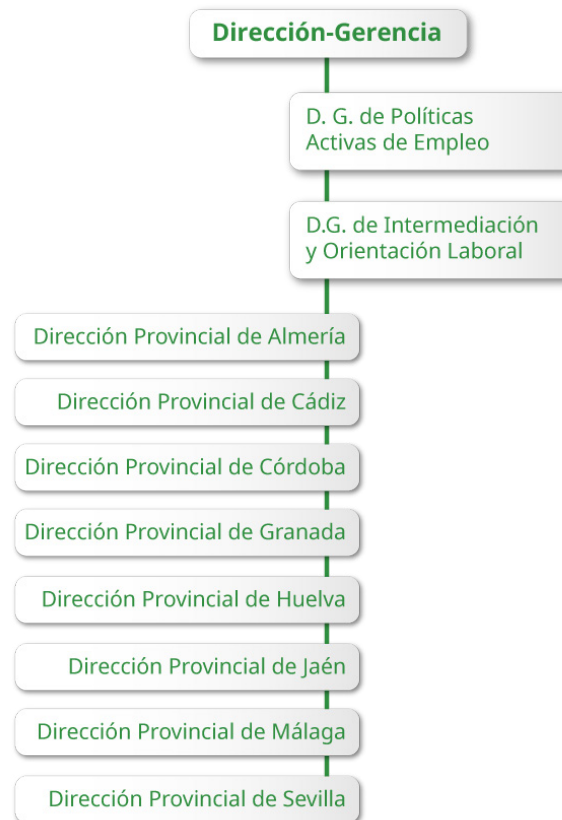 Dirección-Gerencia
D. G. de Políticas
Activas de Empleo
D.G. de Intermediación
y Orientación Laboral
Dirección Provincial de Almería
Dirección Provincial de Cádiz
Dirección Provincial de Córdoba
Dirección Provincial de Granada
Dirección Provincial de Huelva
Dirección Provincial de Jaén
Dirección Provincial de Málaga
Dirección Provincial de Sevilla